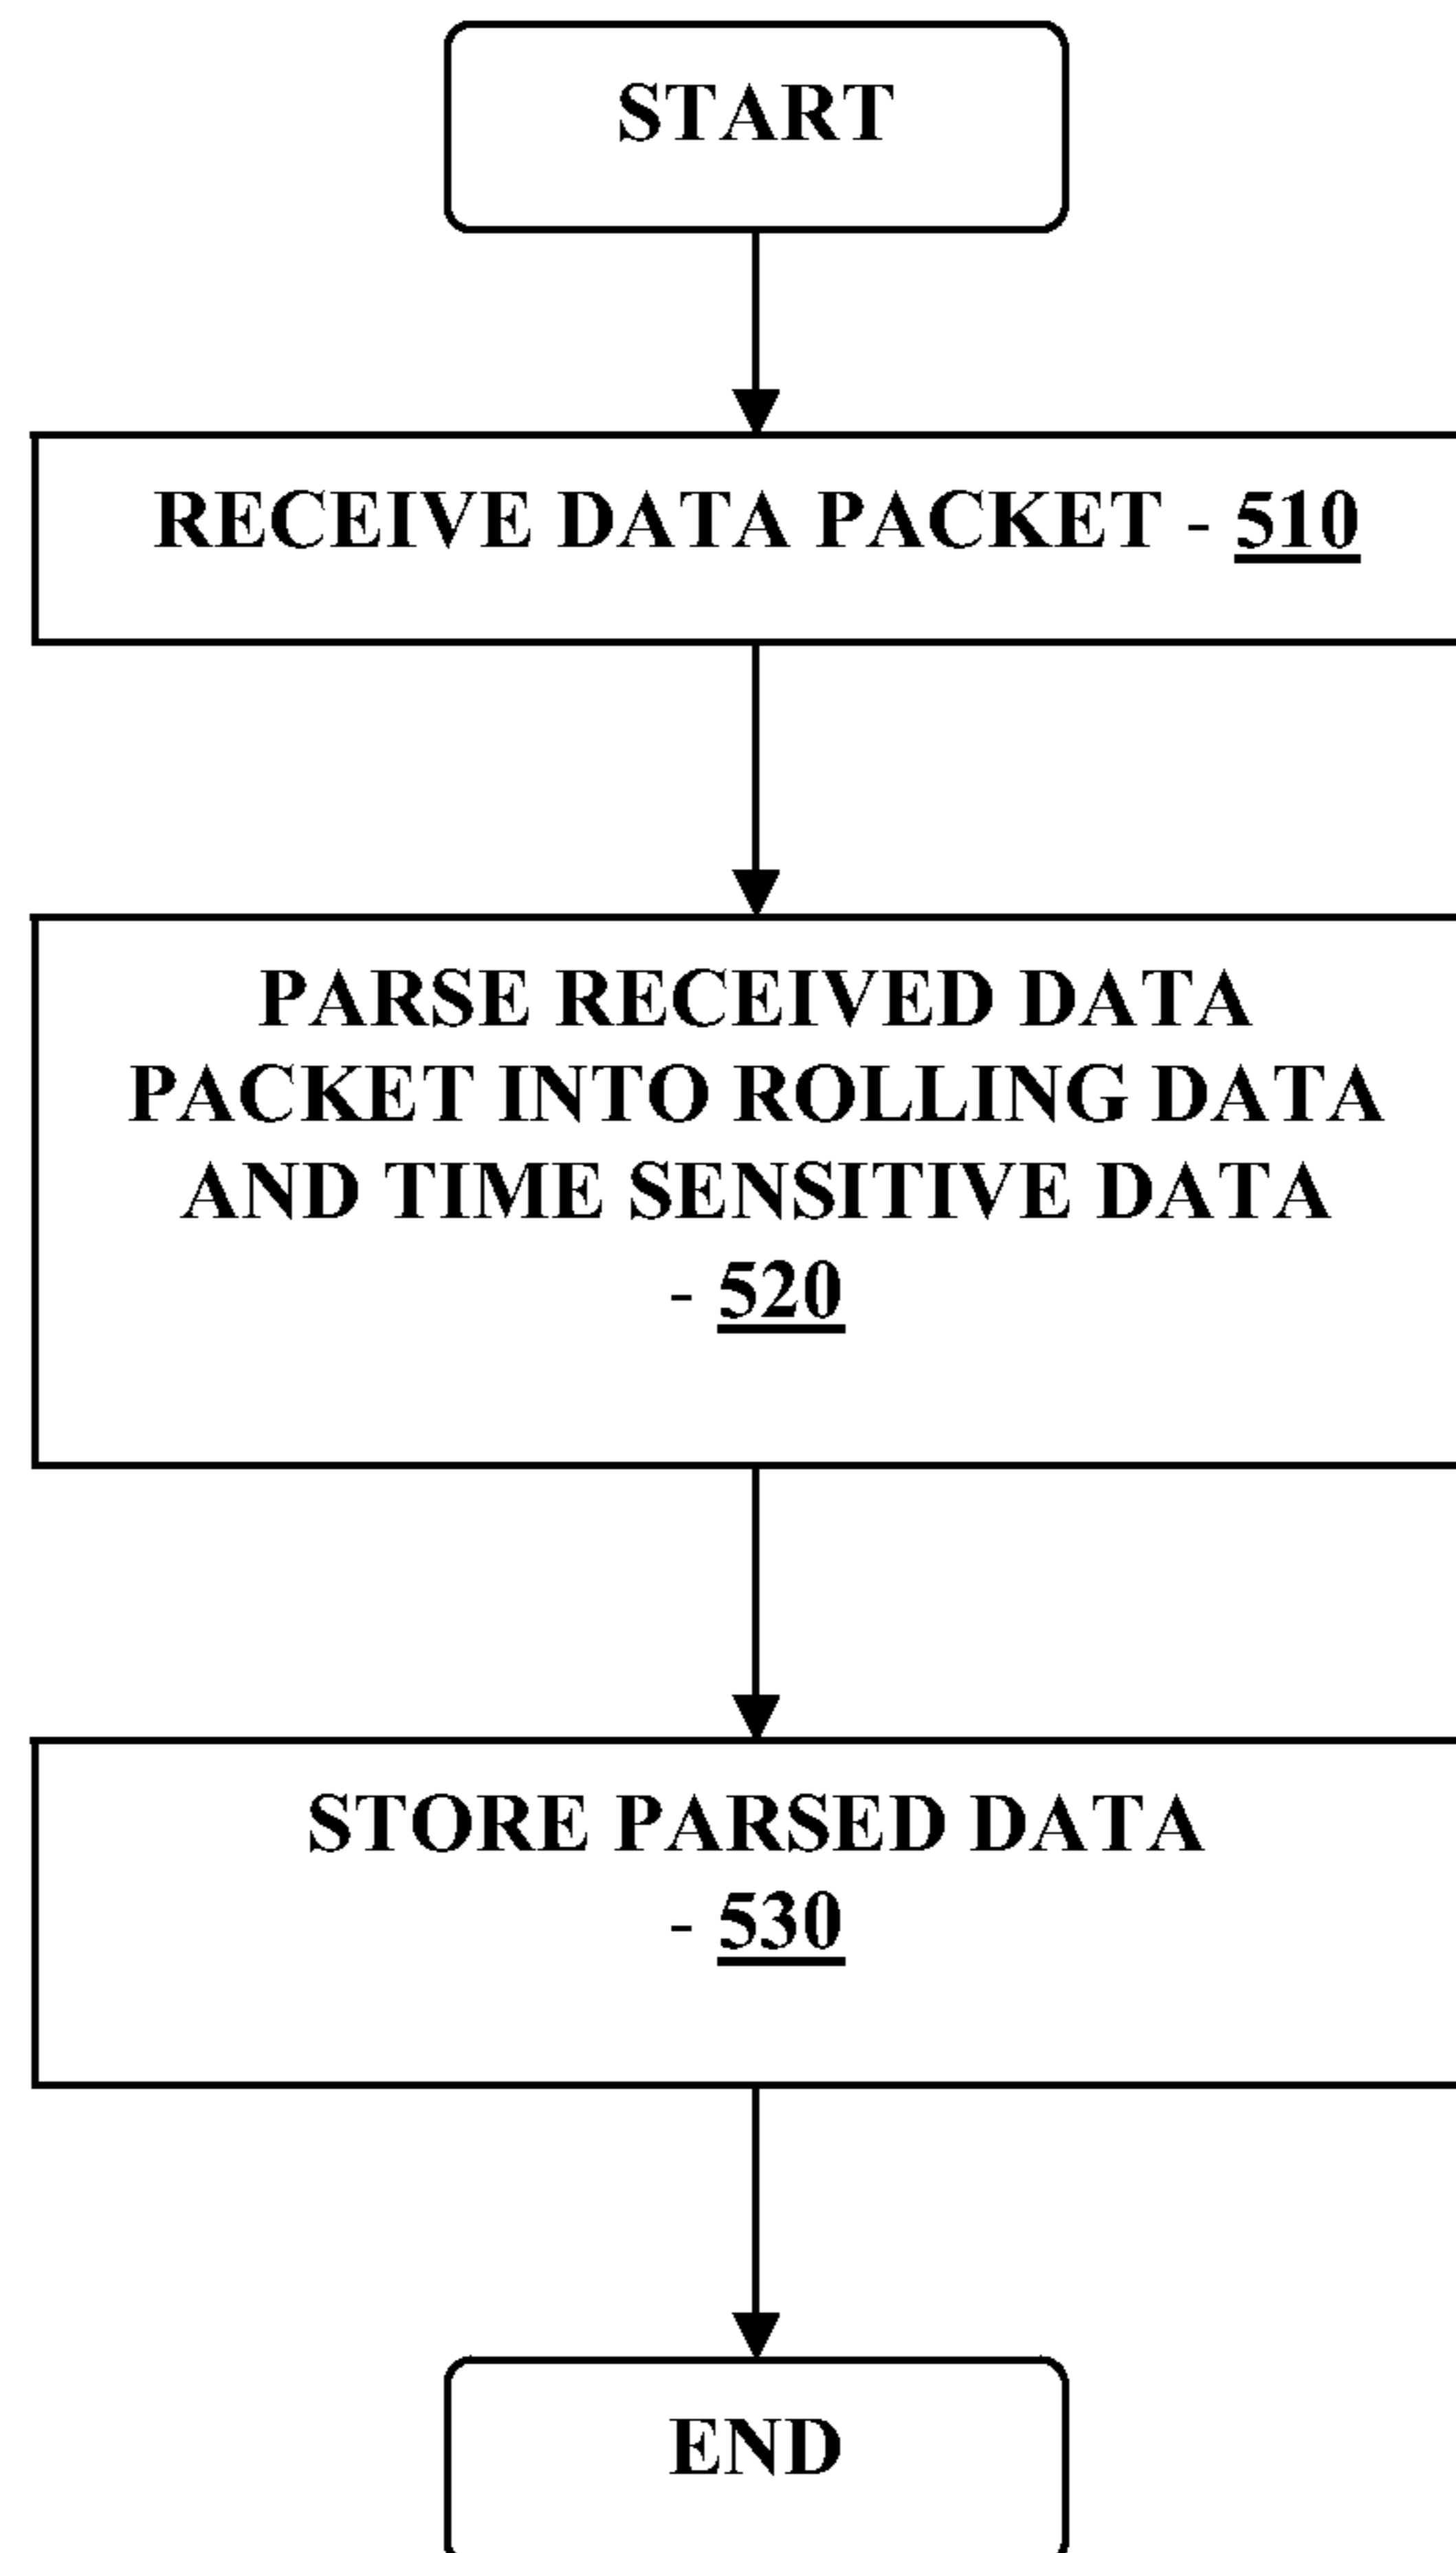 START
RECEIVE DATA PACKET - 510
PARSE RECEIVED DATA
PACKET INTO ROLLING DATA
AND TIME SENSITIVE DATA
- 520
STORE PARSED DATA
- 530
END